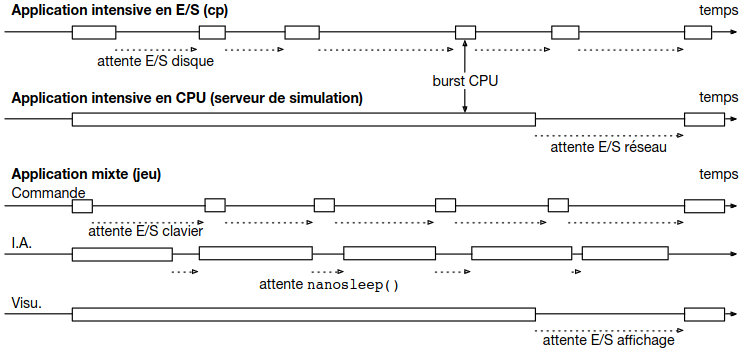 Application intensive en E/S (cp)
temps
attente E/S disque
burst CPU
Application intensive en CPU (serveur de simulation)
temps
attente E/S réseau
Application mixte (jeu)
temps
Commande
attente E/S clavier
I.A.
attente nanosleep()
Visu.
attente E/S affichage